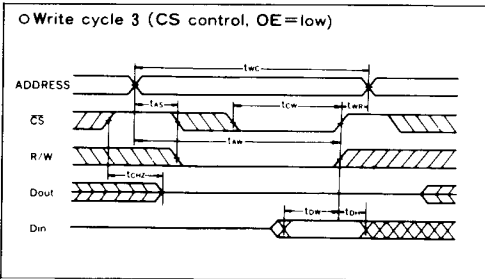 ○ Write cycle 3 (CS control, OE=low)
tWC
ADDRESS
tAS
tCW
tWR
CS
tAW
R/W
tCHZ
Dout
tDW
tDH
Din